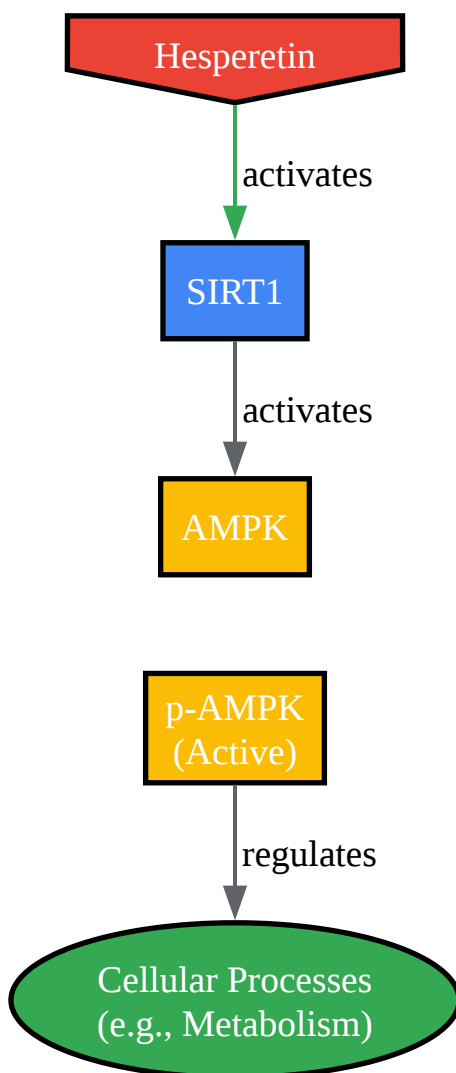 Hesperetin
activates
SIRT1
activates
AMPK
p-AMPK
(Active)
regulates
Cellular Processes
(e.g., Metabolism)